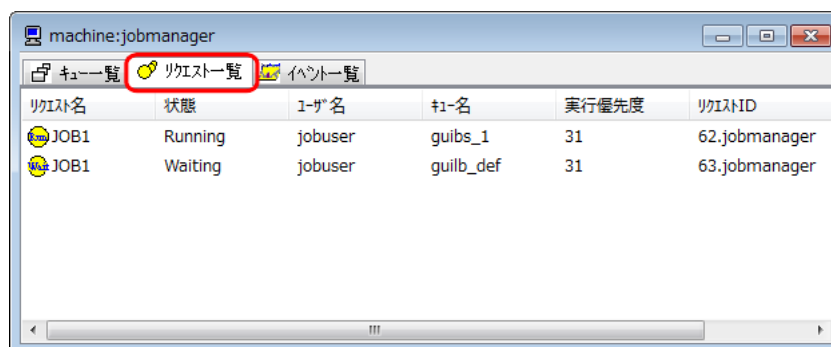 machine:jobmanager
キュー一覧 リクエスト一覧 イベント一覧
リクエスト名 状態 ユーザ名 キュー名 実行優先度 リクエストID
JOB1 Running jobuser guibs_1 31 62.jobmanager
JOB1 Waiting jobuser guilb_def 31 63.jobmanager